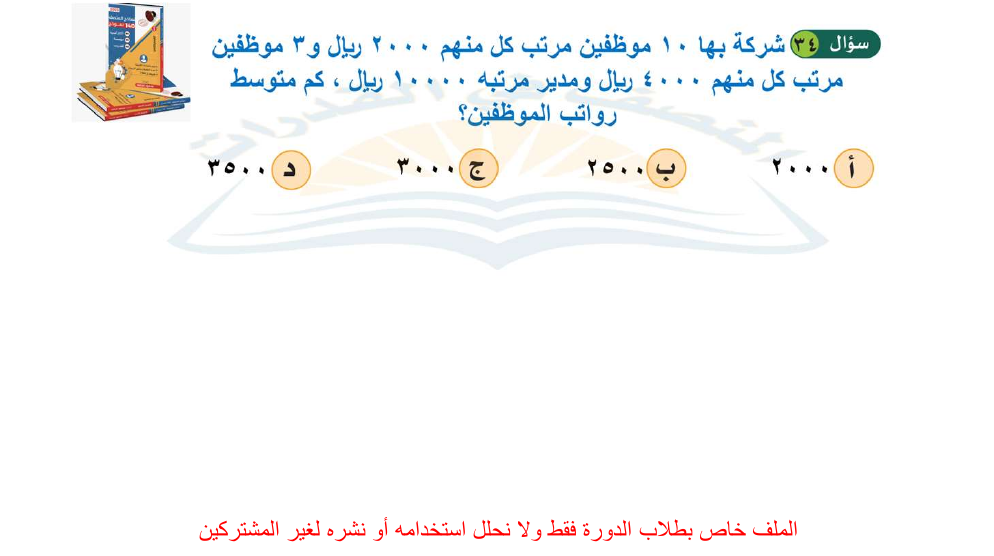 سؤال ٣٤ شركة بها ١٠ موظفين مرتب كل منهم ٢٠٠٠ ريال و٣ موظفين
مرتب كل منهم ٤٠٠٠ ريال ومدير مرتبه ١٠٠٠٠ ريال ، كم متوسط
رواتب الموظفين؟
أ ٢٠٠٠ ب ٢٥٠٠ ج ٣٠٠٠ د ٣٥٠٠
الملف خاص بطلاب الدورة فقط ولا نحلل استخدامه أو نشره لغير المشتركين